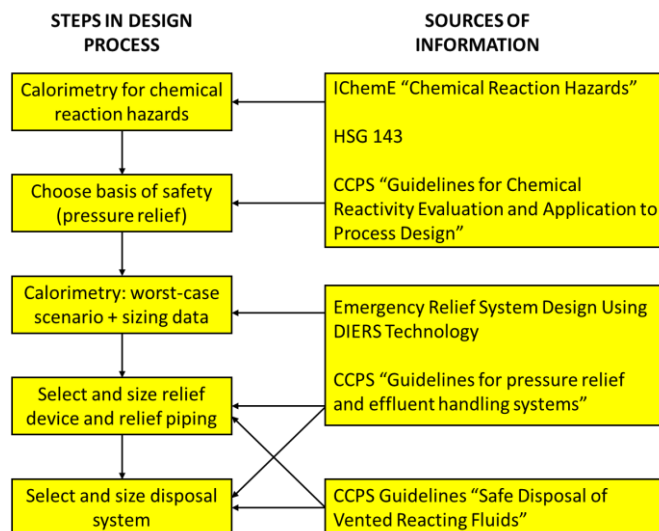 STEPS IN DESIGN
PROCESS
Calorimetry for chemical
reaction hazards
Choose basis of safety
(pressure relief)
Calorimetry: worst-case
scenario + sizing data
Select and size relief
device and relief piping
Select and size disposal
system
SOURCES OF
INFORMATION
IChemE “Chemical Reaction Hazards”
HSG 143
CCPS “Guidelines for Chemical
Reactivity Evaluation and Application to
Process Design”
Emergency Relief System Design Using
DIERS Technology
CCPS “Guidelines for pressure relief
and effluent handling systems”
CCPS Guidelines “Safe Disposal of
Vented Reacting Fluids”